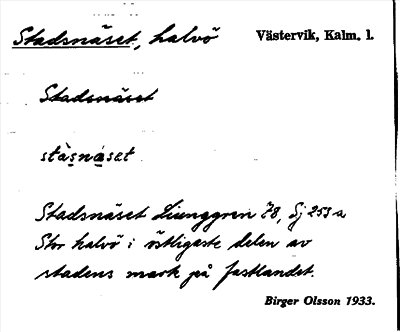 Stadsnäset, halvö Västervik, Kalm. l.
Stadsnäset
stàsnäset
Stadsnäset Ljunggren 78, Sj 253 a
Stor halvö i östligaste delen av
stadens mark på fastlandet.
Birger Olsson 1933.